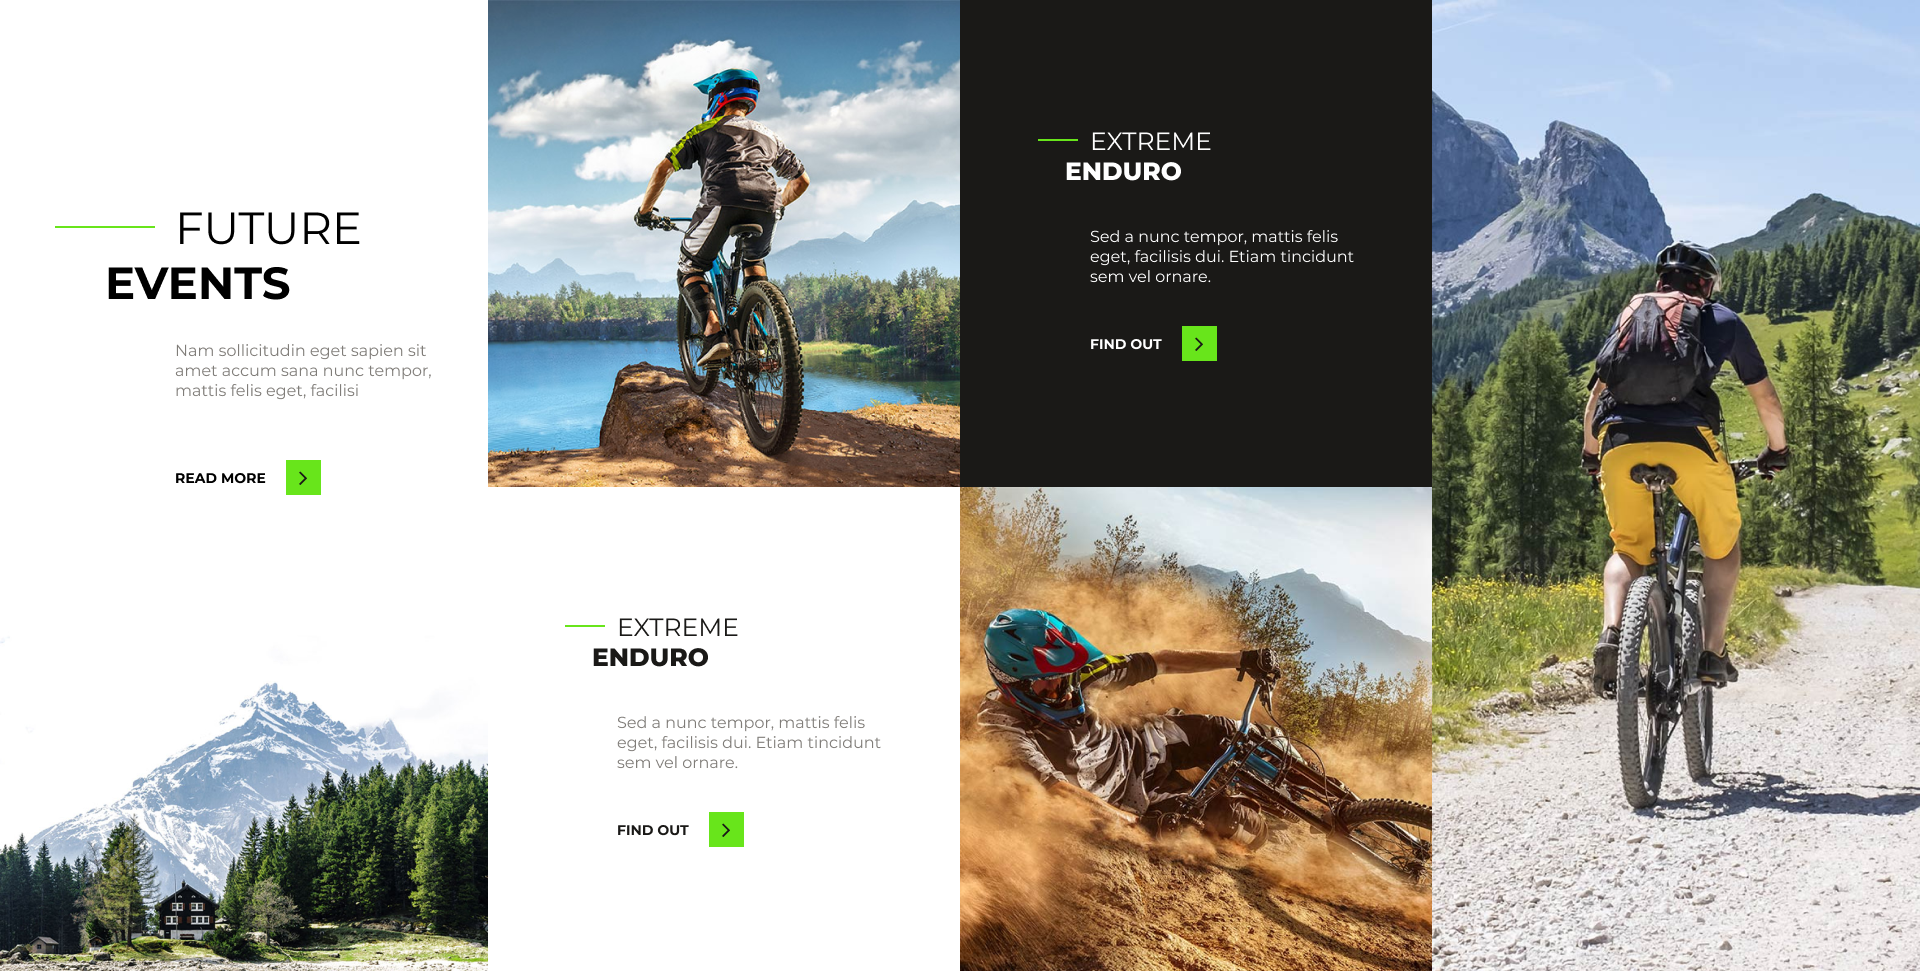 FUTURE
EVENTS
Nam sollicitudin eget sapien sit
amet accum sana nunc tempor,
mattis felis eget, facilisi
READ MORE
EXTREME
ENDURO
Sed a nunc tempor, mattis felis
eget, facilisis dui. Etiam tincidunt
sem vel ornare.
FIND OUT
EXTREME
ENDURO
Sed a nunc tempor, mattis felis
eget, facilisis dui. Etiam tincidunt
sem vel ornare.
FIND OUT